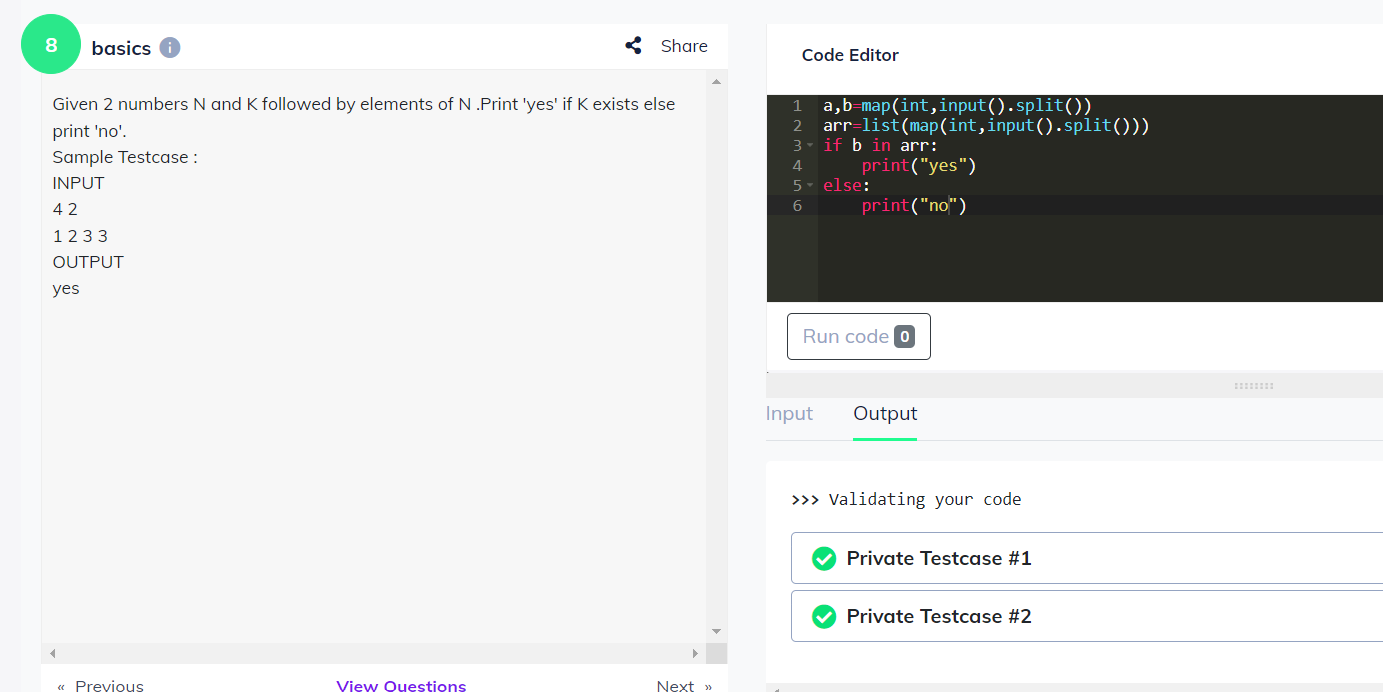 8
basics
Share
Given 2 numbers N and K followed by elements of N .Print 'yes' if K exists else
print 'no'.
Sample Testcase :
INPUT
4 2
1 2 3 3
OUTPUT
yes
« Previous
View Questions
Next »
Code Editor
1 a,b=map(int,input().split())
2 arr=list(map(int,input().split()))
3 if b in arr:
4 print("yes")
5 else:
6 print("no")
Run code 0
Input Output
>>> Validating your code
Private Testcase #1
Private Testcase #2